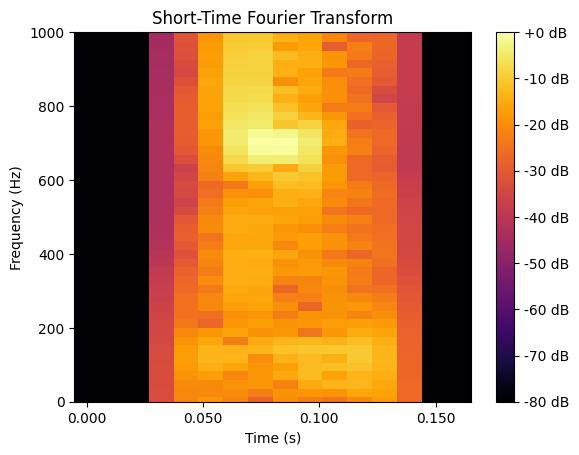 Short-Time Fourier Transform
1000
800
600
400
200
0
Frequency (Hz)
0.000
0.050
0.100
0.150
Time (s)
+0 dB
-10 dB
-20 dB
-30 dB
-40 dB
-50 dB
-60 dB
-70 dB
-80 dB